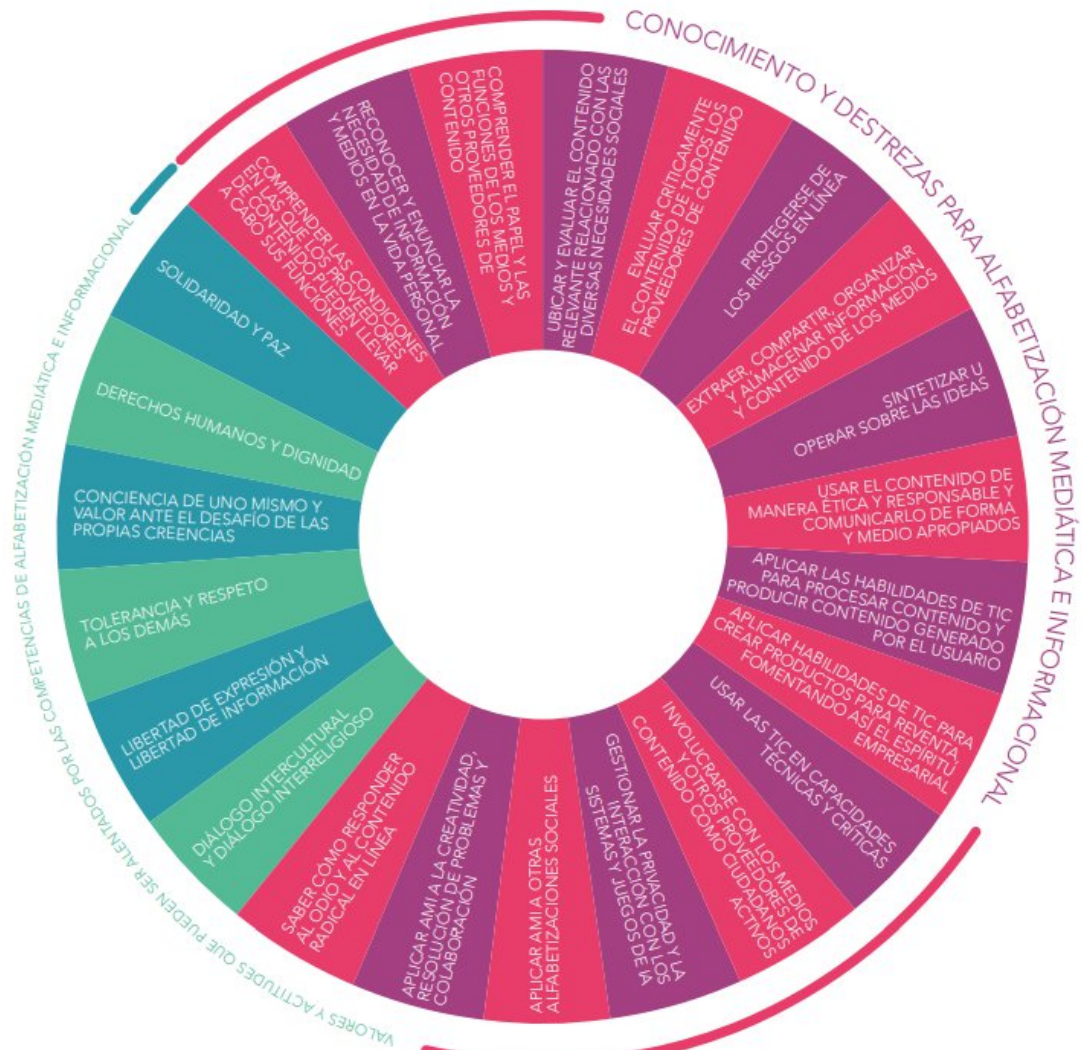 CONOCIMIENTO Y DESTREZAS PARA ALFABETIZACIÓN MEDIÁTICA E INFORMACIONAL
COMPRENDER LAS CONDICIONES
EN LAS QUE LOS PROVEEDORES
DE CONTENIDO PUEDEN LLEVAR
A CABO SUS FUNCIONES
RECONOCER Y ENUNCIAR LA
NECESIDAD DE INFORMACIÓN
Y MEDIOS EN LA VIDA PERSONAL
COMPRENDER EL PAPEL Y LAS
FUNCIONES DE LOS MEDIOS Y
OTROS PROVEEDORES DE
CONTENIDO
UBICAR Y EVALUAR EL CONTENIDO
RELEVANTE RELACIONADO CON LAS
DIVERSAS NECESIDADES SOCIALES
EVALUAR CRÍTICAMENTE
EL CONTENIDO DE TODOS LOS
PROVEEDORES DE CONTENIDO
PROTEGERSE DE
LOS RIESGOS EN LÍNEA
EXTRAER, COMPARTIR, ORGANIZAR
Y ALMACENAR INFORMACIÓN
Y CONTENIDO DE LOS MEDIOS
SINTETIZAR U
OPERAR SOBRE LAS IDEAS
USAR EL CONTENIDO DE
MANERA ÉTICA Y RESPONSABLE Y
COMUNICARLO DE FORMA
Y MEDIO APROPIADOS
APLICAR LAS HABILIDADES DE TIC
PARA PROCESAR CONTENIDO Y
PRODUCIR CONTENIDO GENERADO
POR EL USUARIO
APLICAR HABILIDADES DE TIC PARA
CREAR PRODUCTOS PARA REVENTA,
FOMENTANDO ASÍ EL ESPÍRITU
EMPRESARIAL
USAR LAS TIC EN CAPACIDADES
TÉCNICAS Y CRÍTICAS
INVOLUCRARSE CON LOS MEDIOS
Y OTROS PROVEEDORES DE
CONTENIDO COMO CIUDADANOS
ACTIVOS
GESTIONAR LA PRIVACIDAD Y LA
INTERACCIÓN CON LOS
SISTEMAS Y JUEGOS DE IA
APLICAR AMI A OTRAS
ALFABETIZACIONES SOCIALES
APLICAR AMI A LA CREATIVIDAD,
RESOLUCIÓN DE PROBLEMAS Y
COLABORACIÓN
SABER CÓMO RESPONDER
AL ODIO Y AL CONTENIDO
RADICAL EN LÍNEA
VALORES Y ACTITUDES QUE PUEDEN SER ALENTADOS POR LAS COMPETENCIAS DE ALFABETIZACIÓN MEDIÁTICA E INFORMACIONAL
DIÁLOGO INTERCULTURAL
Y DIÁLOGO INTERRELIGIOSO
LIBERTAD DE EXPRESIÓN Y
LIBERTAD DE INFORMACIÓN
TOLERANCIA Y RESPETO
A LOS DEMÁS
CONCIENCIA DE UNO MISMO Y
VALOR ANTE EL DESAFÍO DE LAS
PROPIAS CREENCIAS
DERECHOS HUMANOS Y DIGNIDAD
SOLIDARIDAD Y PAZ